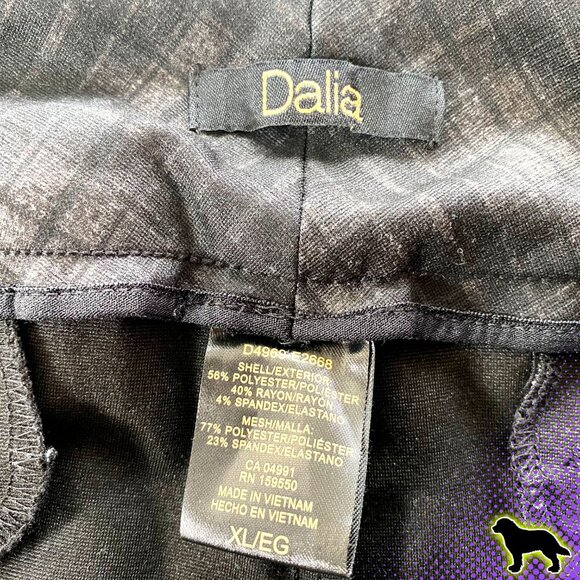 Dalia
SHELL/EXTERIOR:
56% POLYESTER/POLIÉSTER
40% RAYON/RAYON
4% SPANDEX/ELASTANO
MESH/MALLA:
77% POLYESTER/POLIÉSTER
23% SPANDEX/ELASTANO
CA 04991
RN 159550
MADE IN VIETNAM
HECHO EN VIETNAM
XL/EG